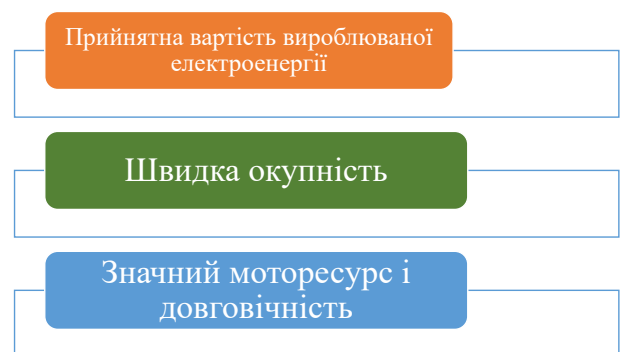 Прийнятна вартість вироблюваної
електроенергії
Швидка окупність
Значний моторесурс і
довговічність